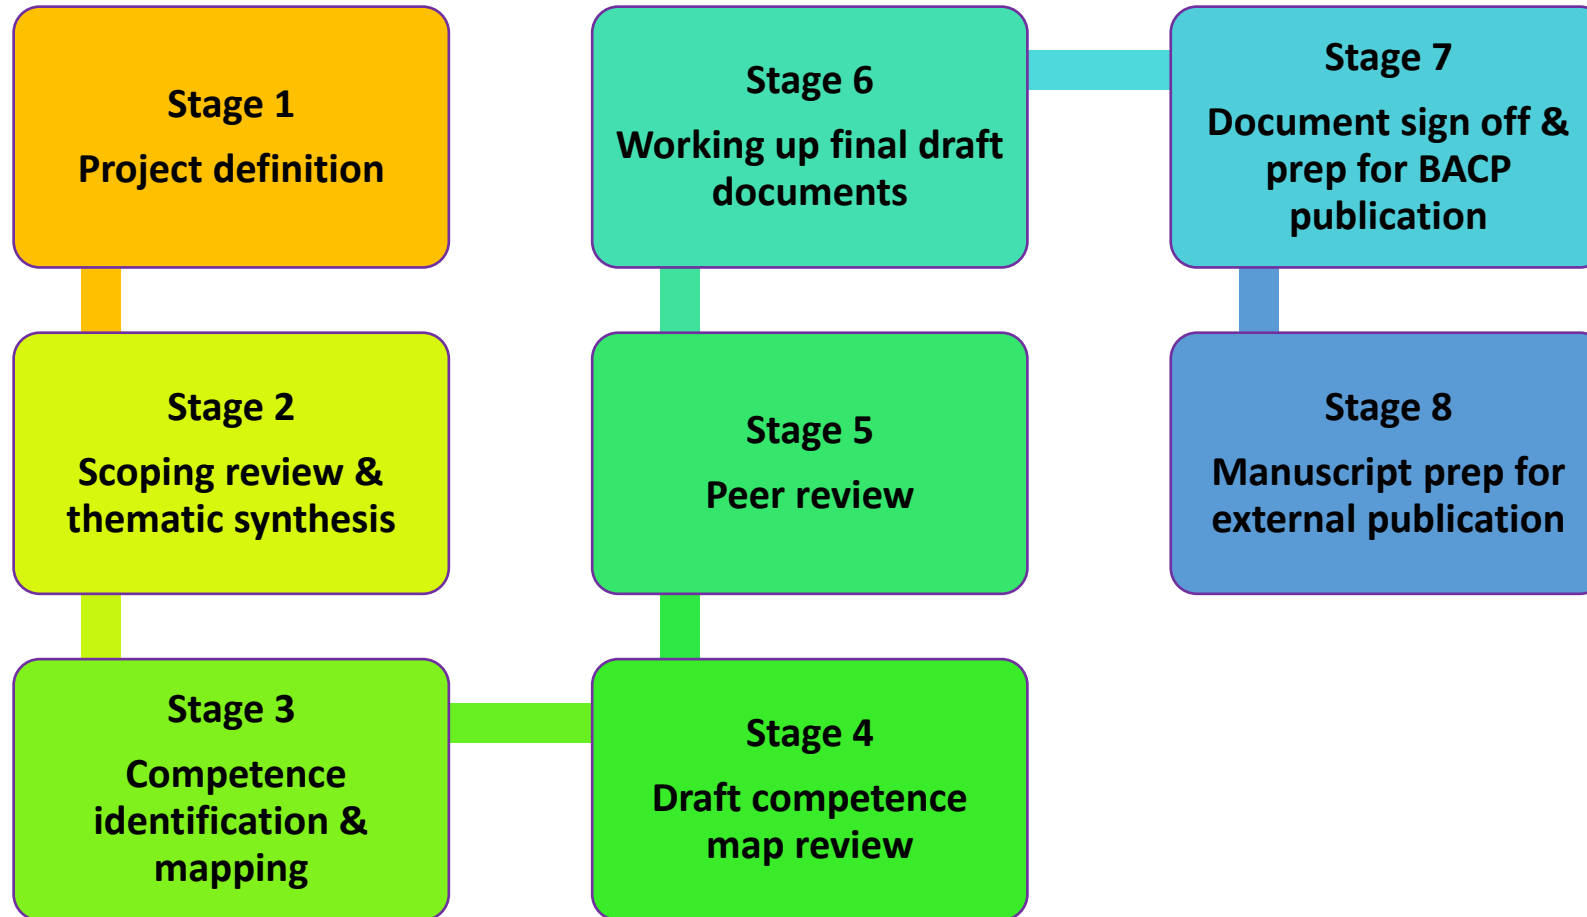 Stage 1
Project definition
Stage 2
Scoping review &
thematic synthesis
Stage 3
Competence
identification &
mapping
Stage 4
Draft competence
map review
Stage 5
Peer review
Stage 6
Working up final draft
documents
Stage 7
Document sign off &
prep for BACP
publication
Stage 8
Manuscript prep for
external publication